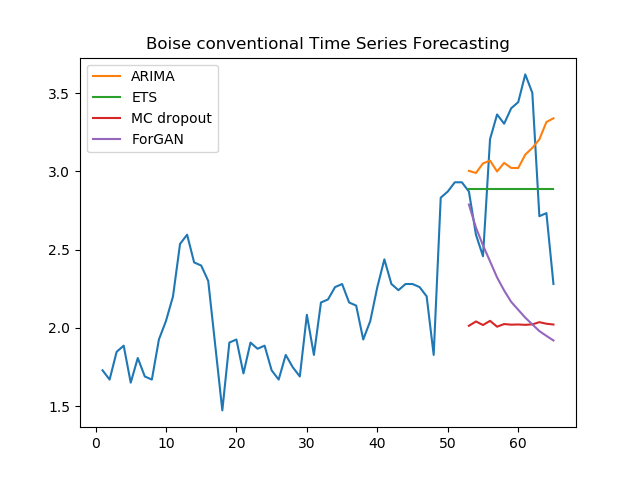 Boise conventional Time Series Forecasting
ARIMA
ETS
MC dropout
ForGAN
3.5
3.0
2.5
2.0
1.5
0 10 20 30 40 50 60